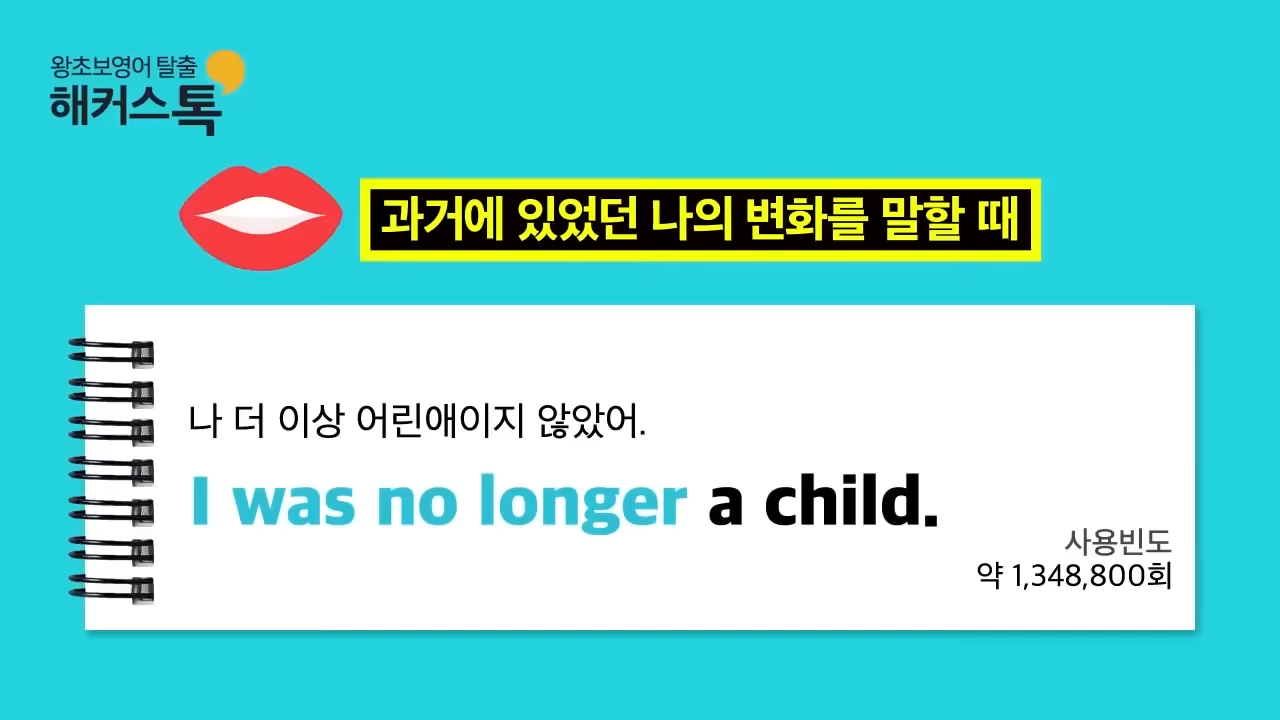 왕초보영어 탈출
해커스톡
과거에 있었던 나의 변화를 말할 때
나 더 이상 어린애이지 않았어.
I was no longer a child.
사용빈도
약 1,348,800회